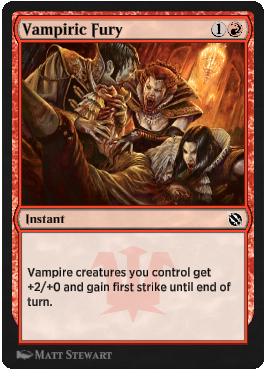 Vampiric Fury 1
Instant
Vampire creatures you control get
+2/+0 and gain first strike until end of
turn.
Matt Stewart